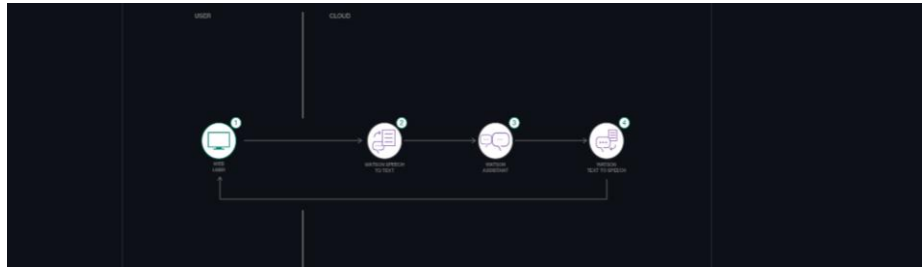 USER
CLOUD
1
2
3
4
WEB
USER
WATSON SPEECH
TO TEXT
WATSON
ASSISTANT
WATSON
TEXT TO SPEECH